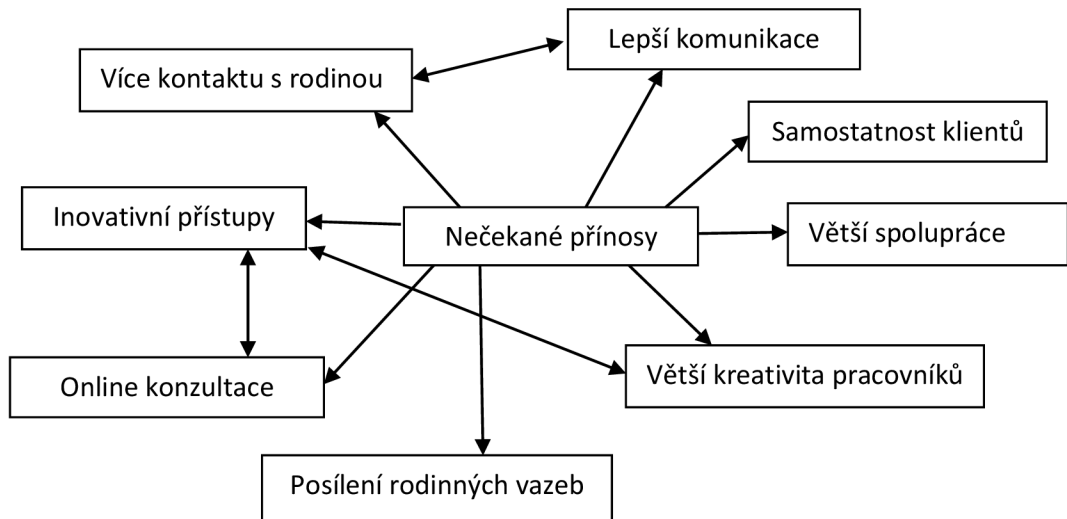 Lepší komunikace
Více kontaktu s rodinou
Samostatnost klientů
Inovativní přístupy
Nečekané přínosy
Větší spolupráce
Online konzultace
Větší kreativita pracovníků
Posílení rodinných vazeb